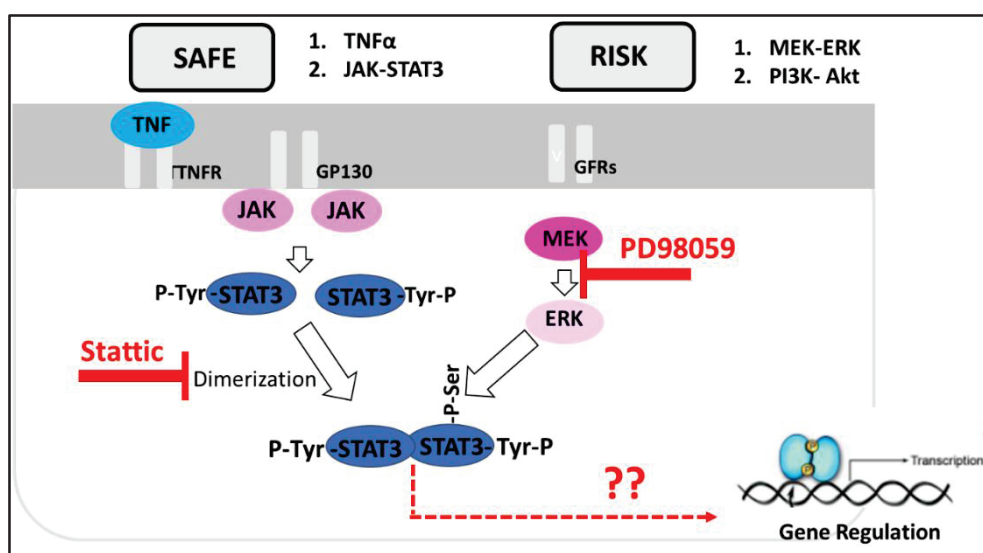 SAFE
1. TNFα
2. JAK-STAT3
RISK
1. MEK-ERK
2. PI3K- Akt
TNF
TTNFR
GP130
V
GFRs
JAK
JAK
MEK
PD98059
P-Tyr-STAT3
STAT3-Tyr-P
ERK
Stattic
Dimerization
-P-Ser
P-Tyr-STAT3
STAT3-Tyr-P
??
P
P
Transcription
Gene Regulation